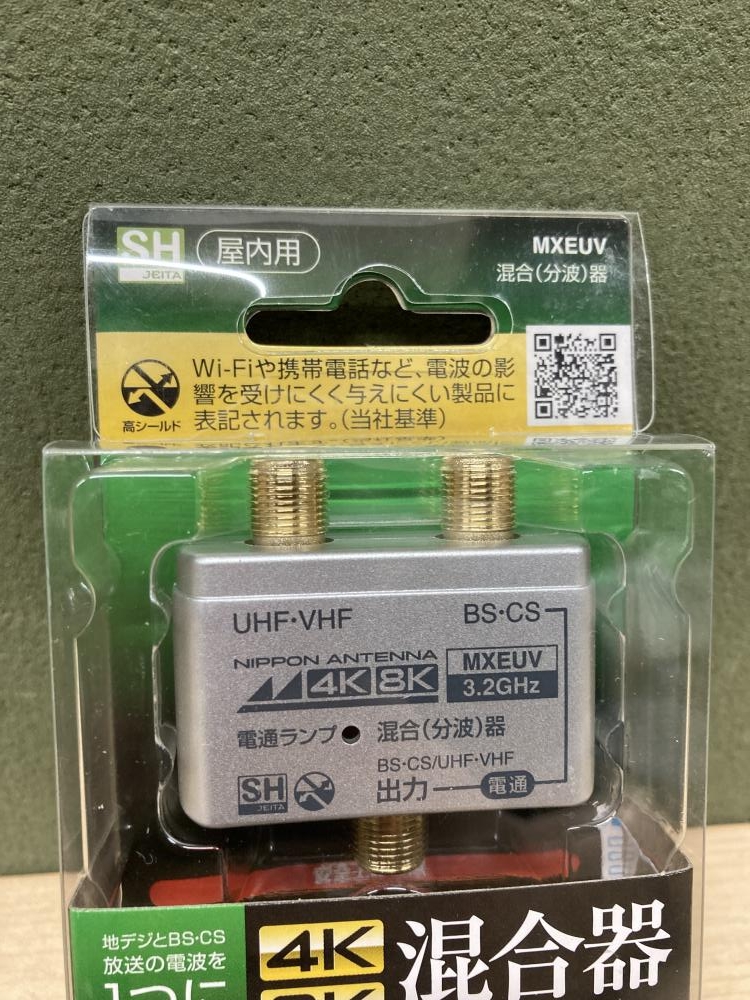 SH
JEITA
屋内用
MXEUV
混合(分波)器
Wi-Fiや携帯電話など、電波の影
響を受けにくく与えにくい製品に
表記されます。(当社基準)
高シールド
UHF・VHF
BS・CS
NIPPON ANTENNA
4K 8K
MXEUV
3.2GHz
電通ランプ
混合(分波)器
BS・CS/UHF・VHF
出力
電通
SH
JEITA
地デジとBS・CS
放送の電波を
1つに
4K
混合器